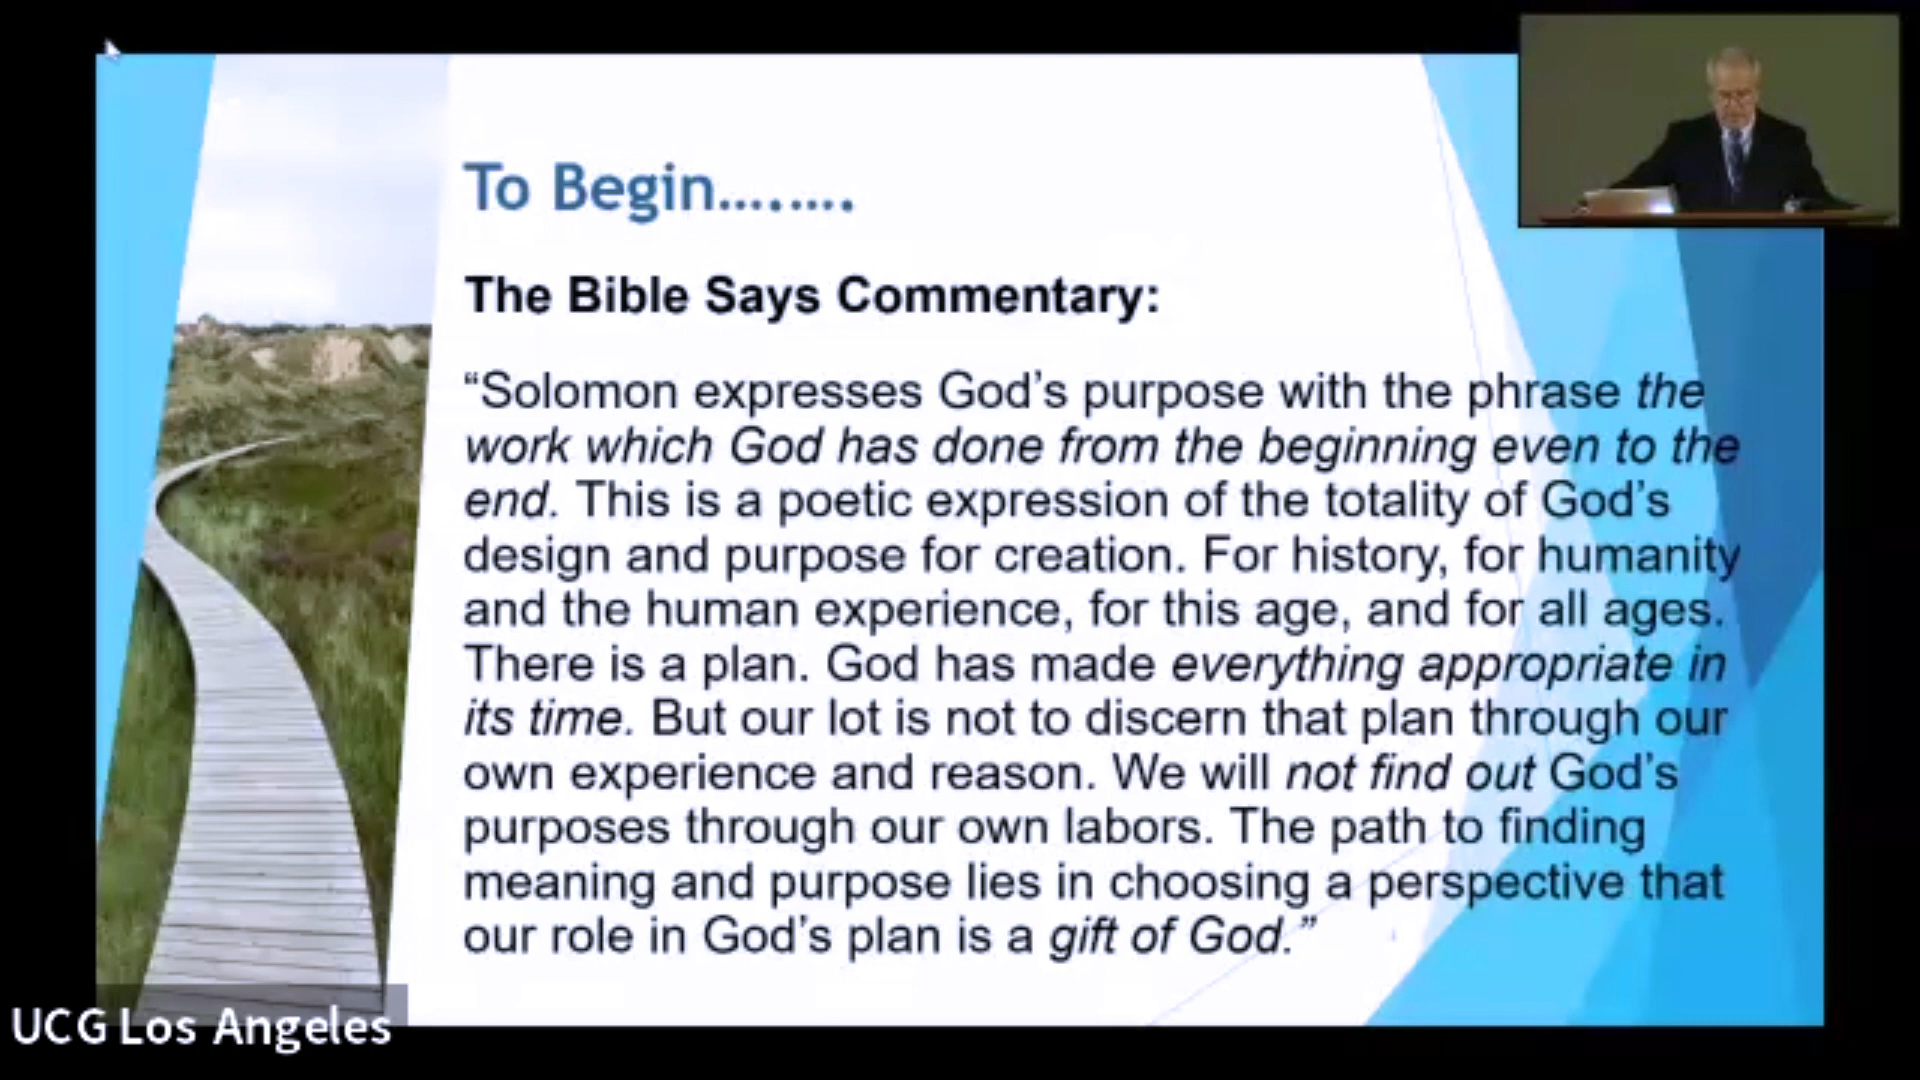 To Begin........
The Bible Says Commentary:
“Solomon expresses God’s purpose with the phrase the
work which God has done from the beginning even to the
end. This is a poetic expression of the totality of God’s
design and purpose for creation. For history, for humanity
and the human experience, for this age, and for all ages.
There is a plan. God has made everything appropriate in
its time. But our lot is not to discern that plan through our
own experience and reason. We will not find out God’s
purposes through our own labors. The path to finding
meaning and purpose lies in choosing a perspective that
our role in God’s plan is a gift of God.”
UCG Los Angeles